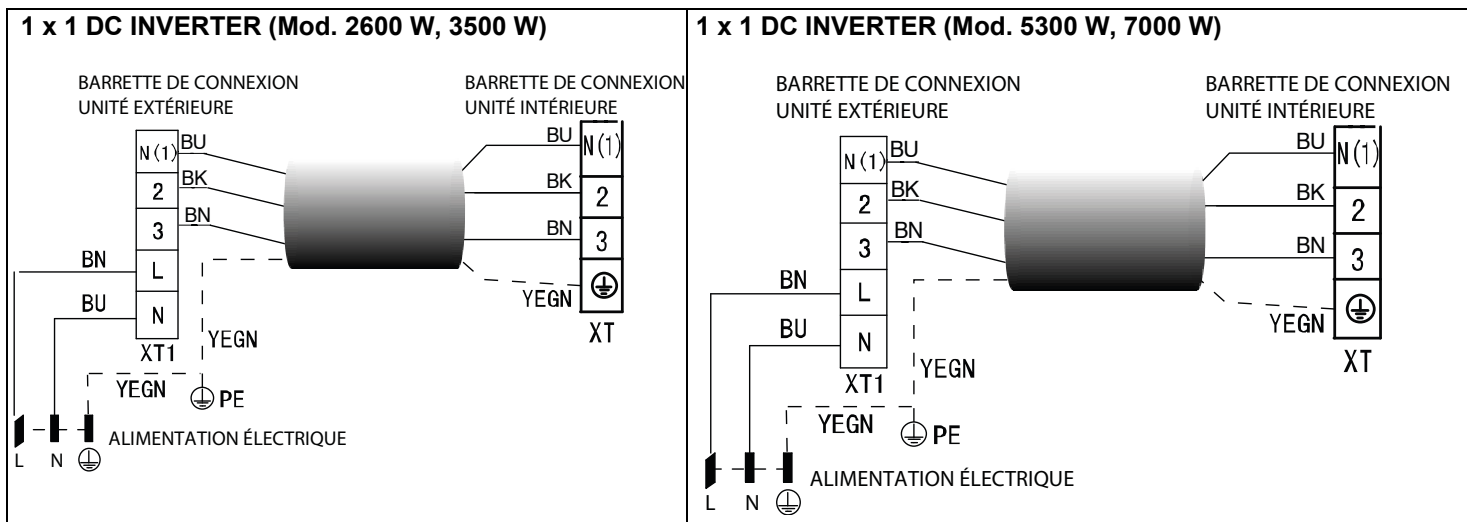 1 x 1 DC INVERTER (Mod. 2600 W, 3500 W)
BARRETTE DE CONNEXION
UNITÉ EXTÉRIEURE
BARRETTE DE CONNEXION
UNITÉ INTÉRIEURE
N(1)
BU
BU
N(1)
2
BK
BK
2
3
BN
BN
3
BN
L
YEGN
BU
N
YEGN
XT
XT1
YEGN
PE
ALIMENTATION ÉLECTRIQUE
L N
1 x 1 DC INVERTER (Mod. 5300 W, 7000 W)
BARRETTE DE CONNEXION
UNITÉ EXTÉRIEURE
BARRETTE DE CONNEXION
UNITÉ INTÉRIEURE
N(1)
BU
BU
N(1)
2
BK
BK
2
3
BN
BN
3
BN
L
YEGN
BU
N
YEGN
XT
XT1
YEGN
PE
ALIMENTATION ÉLECTRIQUE
L N